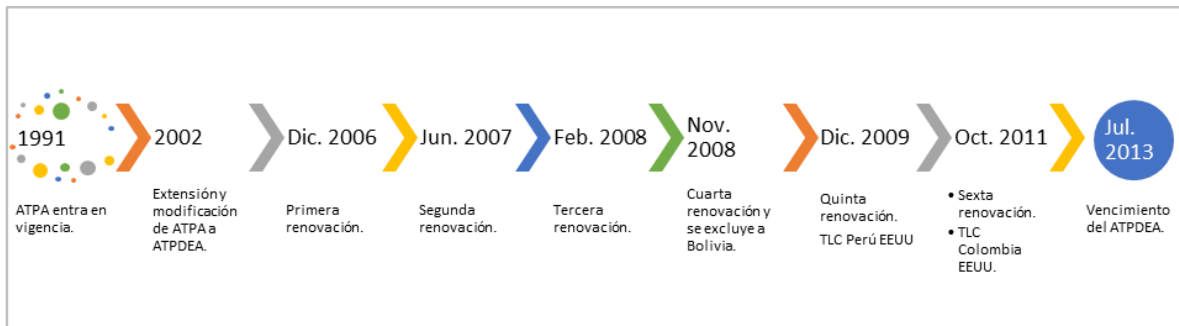 1991
ATPA entra en
vigencia.
2002
Extensión y
modificación
de ATPA a
ATPDEA.
Dic. 2006
Primera
renovación.
Jun. 2007
Segunda
renovación.
Feb. 2008
Tercera
renovación.
Nov.
2008
Cuarta
renovación y
se excluye a
Bolivia.
Dic. 2009
Quinta
renovación.
TLC Perú EEUU
Oct. 2011
• Sexta
renovación.
• TLC
Colombia
EEUU.
Jul.
2013
Vencimiento
del ATPDEA.